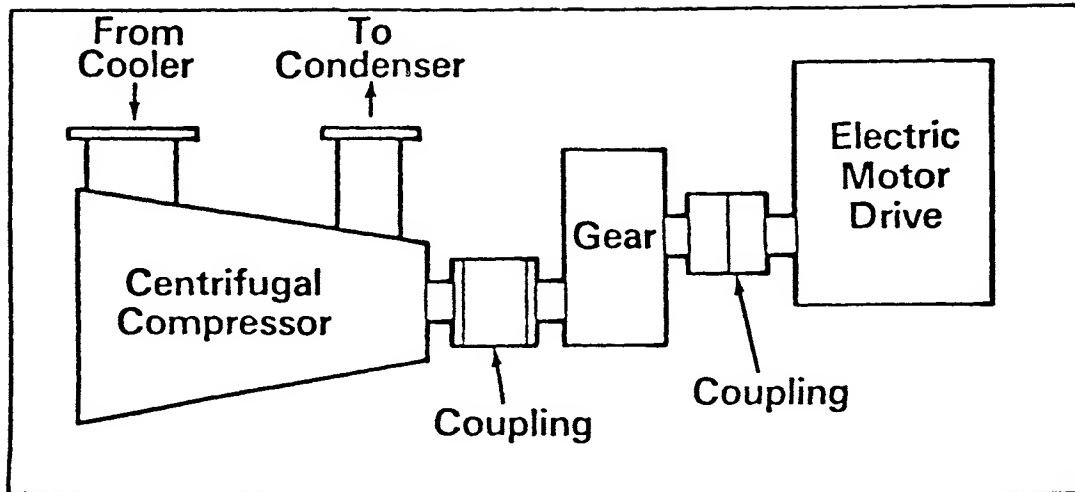 From
Cooler
To
Condenser
Electric
Motor
Drive
Gear
Centrifugal
Compressor
Coupling
Coupling